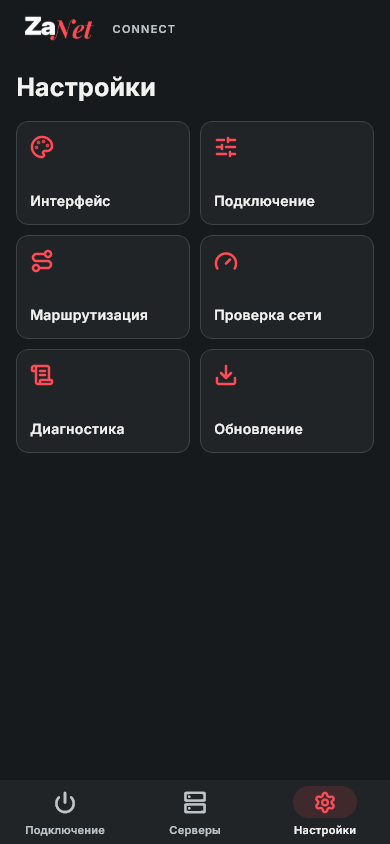 ZaNet CONNECT
Настройки
Интерфейс
Подключение
Маршрутизация
Проверка сети
Диагностика
Обновление
Подключение
Серверы
Настройки